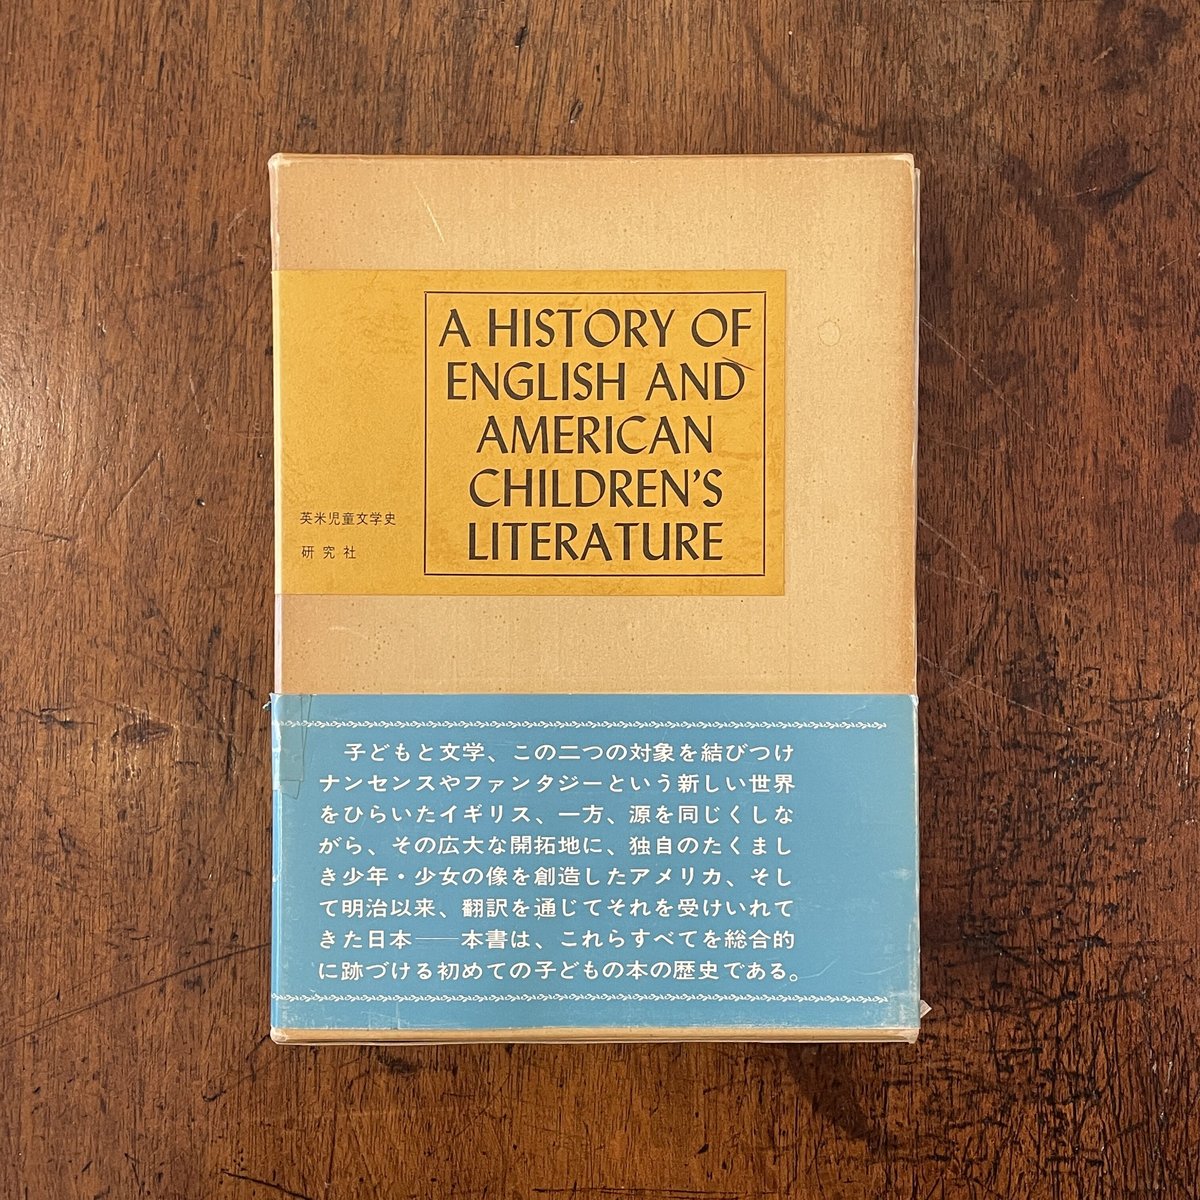 A HISTORY OF
ENGLISH AND
AMERICAN
CHILDREN'S
LITERATURE
英米児童文学史
研究社
子どもと文学、この二つの対象を結びつけ
ナンセンスやファンタジーという新しい世界
をひらいたイギリス、一方、源を同じくしな
がら、その広大な開拓地に、独自のたくまし
き少年・少女の像を創造したアメリカ、そし
て明治以来、翻訳を通じてそれを受けいれて
きた日本――本書は、これらすべてを総合的
に跡づける初めての子どもの本の歴史である。